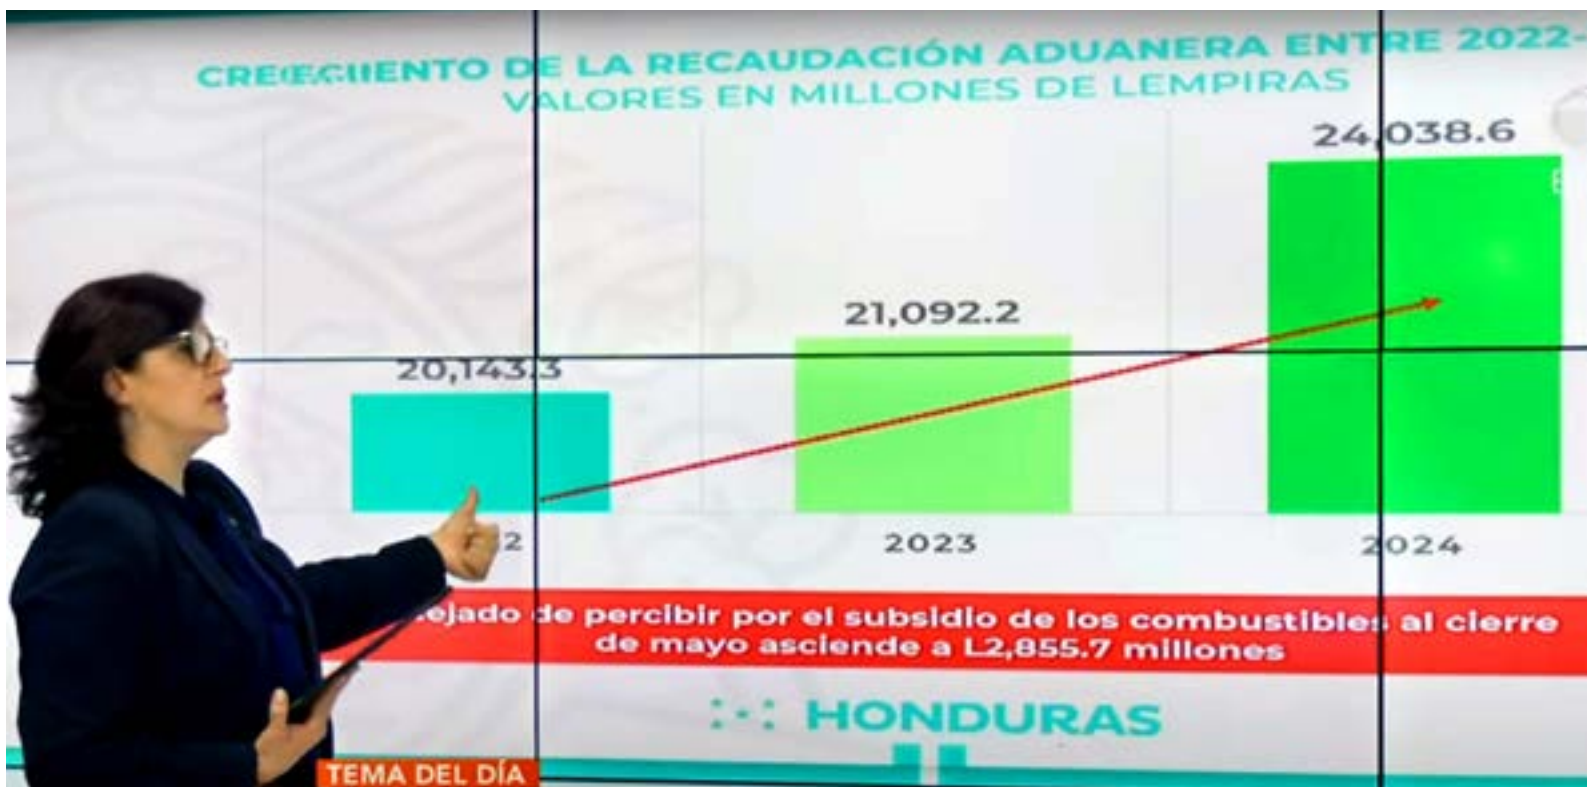 DE LA RECAUDACIÓN ADUANERA ENTRE 2022-
VALORES EN MILLONES DE LEMPIRAS
24,038.6
21,092.2
20,143.3
2023
2024
de percibir por el subsidio de los combustibles al cierre
de mayo asciende a L2,855.7 millones
HONDURAS
TEMA DEL DÍA